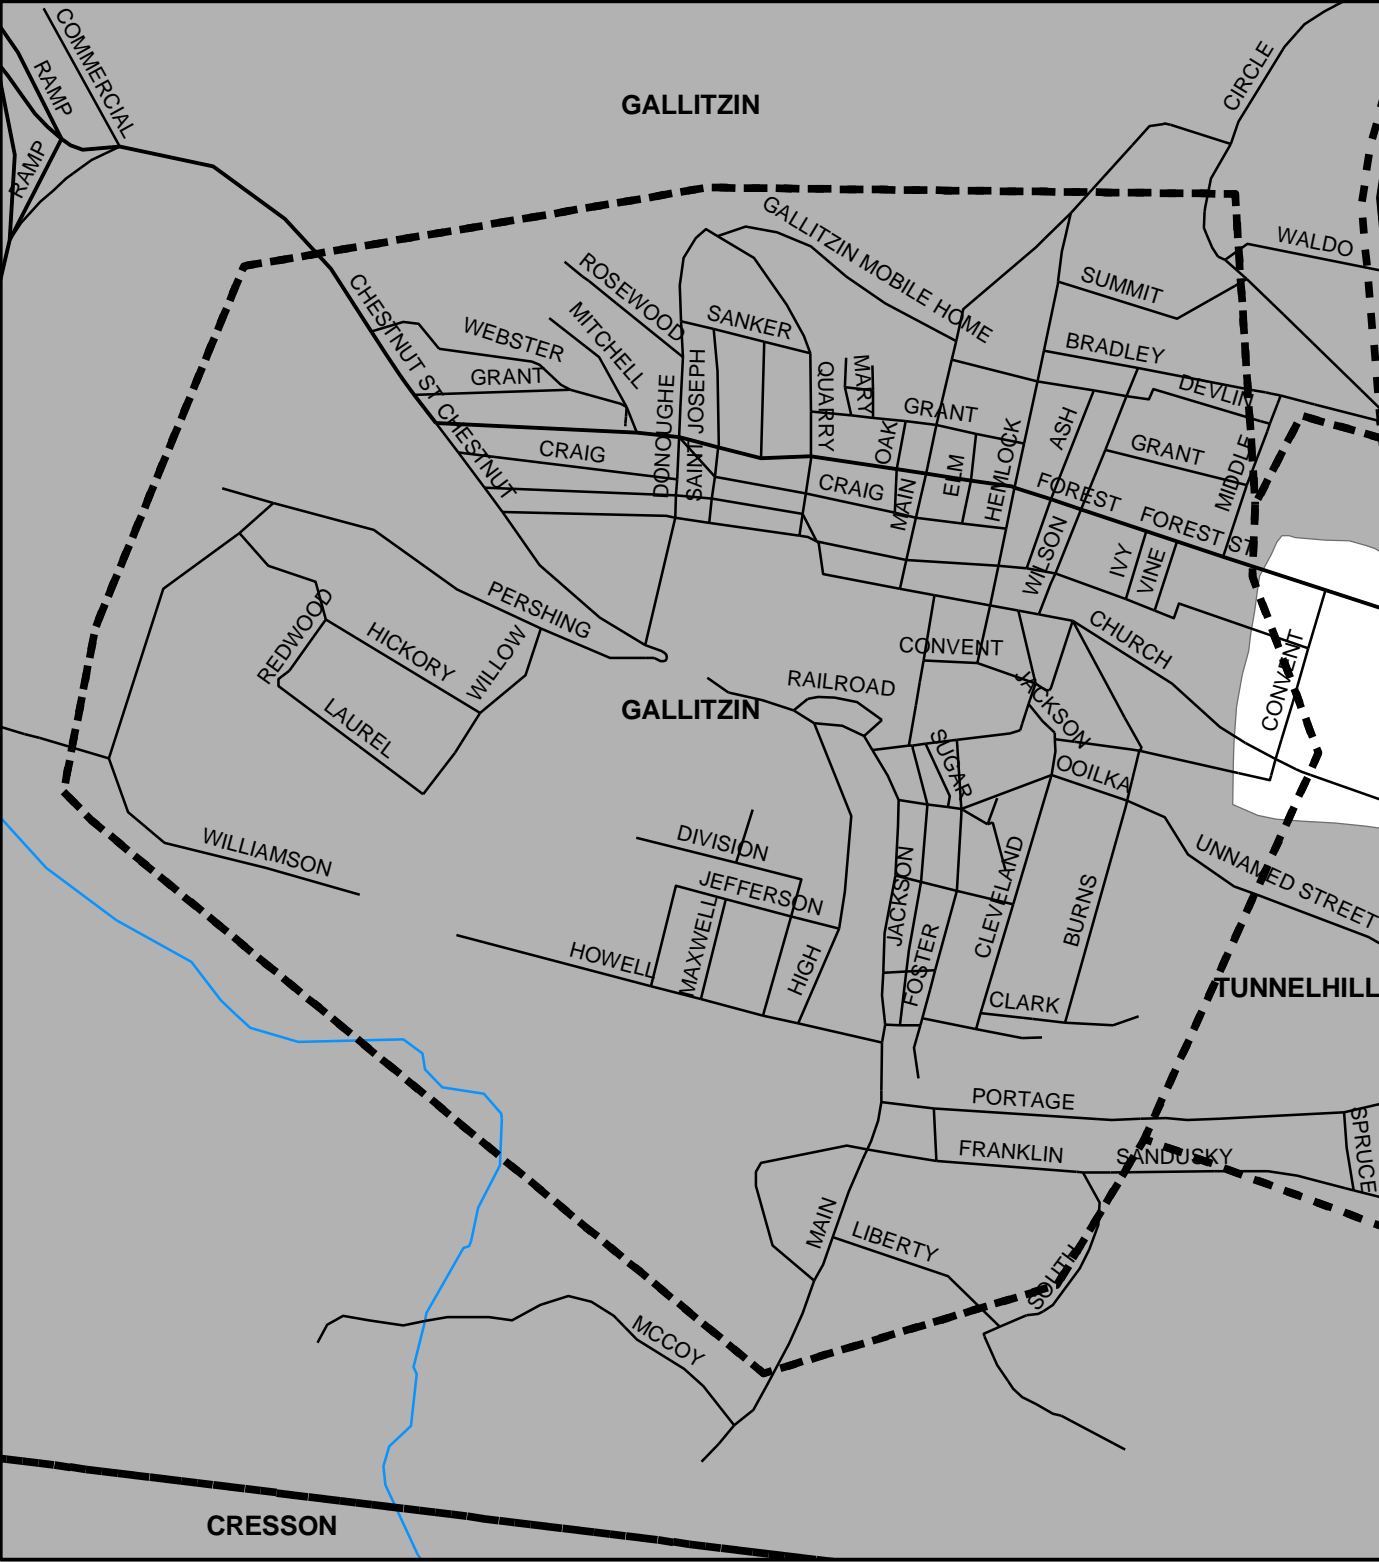 COMMERCIAL
RAMP
RAMP
GALLITZIN
CIRCLE
WALDO
GALLITZIN MOBILE HOME
SUMMIT
ROSEWOOD
CHESTNUT ST
WEBSTER
MITCHELL
SANKER
BRADLEY
GRANT
DEVLIN
DONOUGHE
SAINT JOSEPH
QUARRY
MARY
GRANT
ASH
CHESTNUT
CRAIG
OAK
HEMLOCK
GRANT
MIDDLE
CRAIG
MAIN
ELM
FOREST
FOREST ST
WILSON
IVY
VINE
PERSHING
REDWOOD
HICKORY
WILLOW
CONVENT
CHURCH
CONVENT
RAILROAD
JACKSON
LAUREL
GALLITZIN
SUGAR
OOILKA
WILLIAMSON
DIVISION
UNNAMED STREET
JEFFERSON
JACKSON
CLEVELAND
BURNS
HOWELL
MAXWELL
HIGH
FOSTER
TUNNELHILL
CLARK
PORTAGE
FRANKLIN
SANDUSKY
SPRUCE
MAIN
LIBERTY
SOUTH
MCCOY
CRESSON